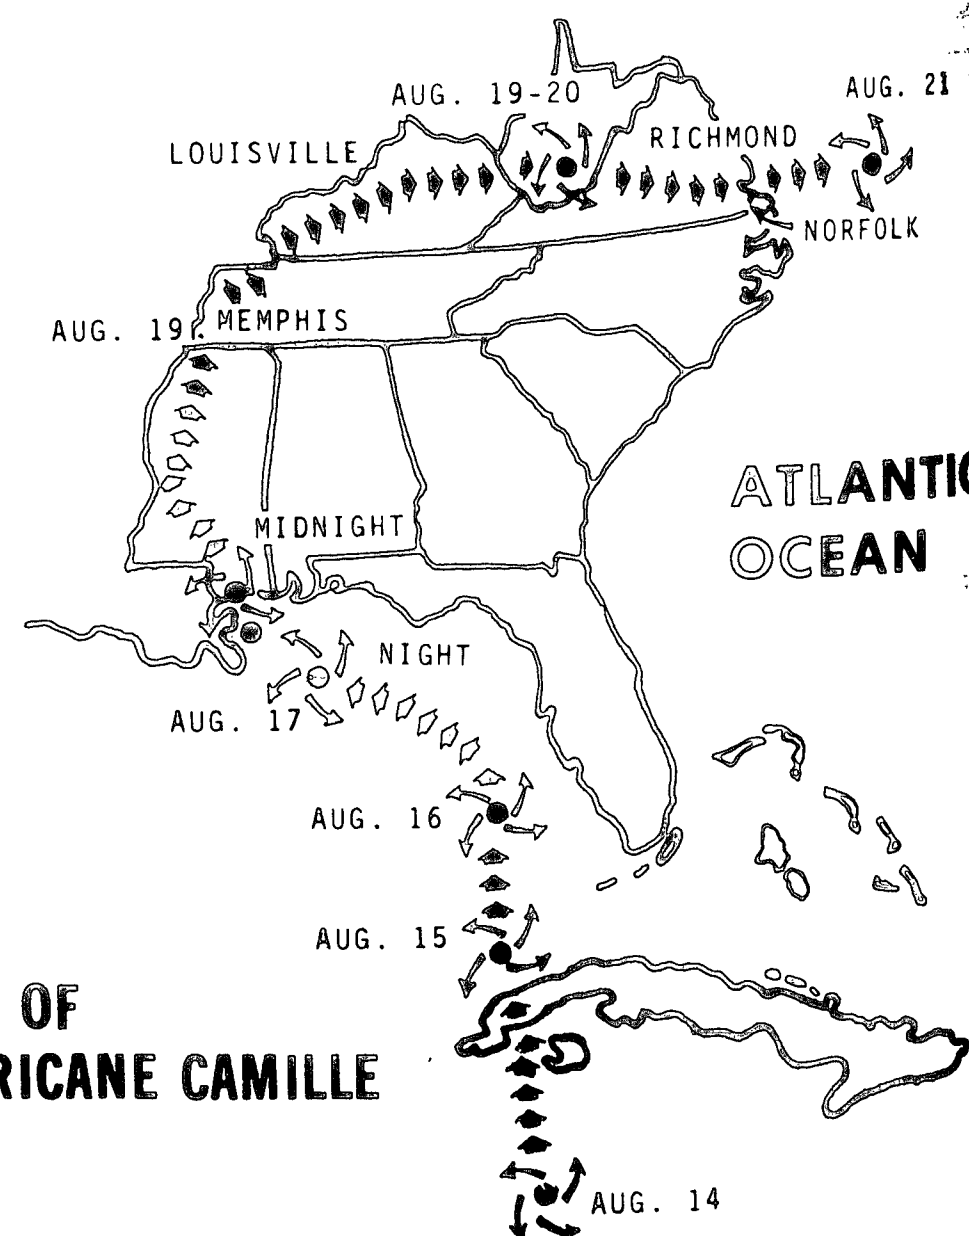 AUG. 19-20
AUG. 21
LOUISVILLE
RICHMOND
NORFOLK
AUG. 19
MEMPHIS
ATLANTIC
OCEAN
MIDNIGHT
NIGHT
AUG. 17
AUG. 16
AUG. 15
OF
RICANE CAMILLE
AUG. 14